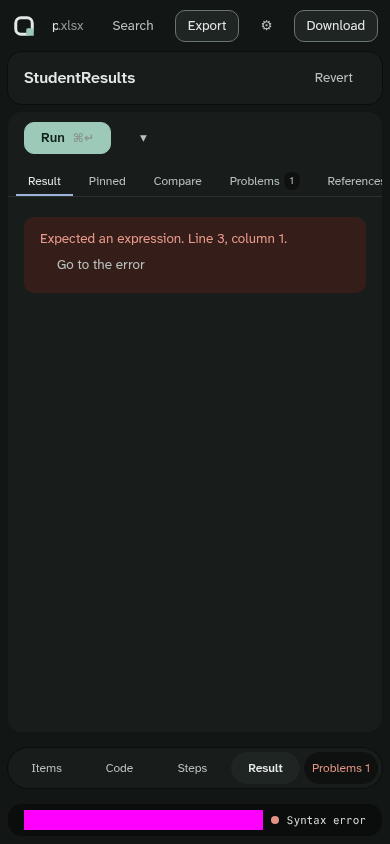 p.xlsx Search Export ⚙ Download
StudentResults Revert
Run ⌘↵ ▼
Result Pinned Compare Problems 1 References
Expected an expression. Line 3, column 1.
Go to the error
Items Code Steps Result Problems 1
Syntax error